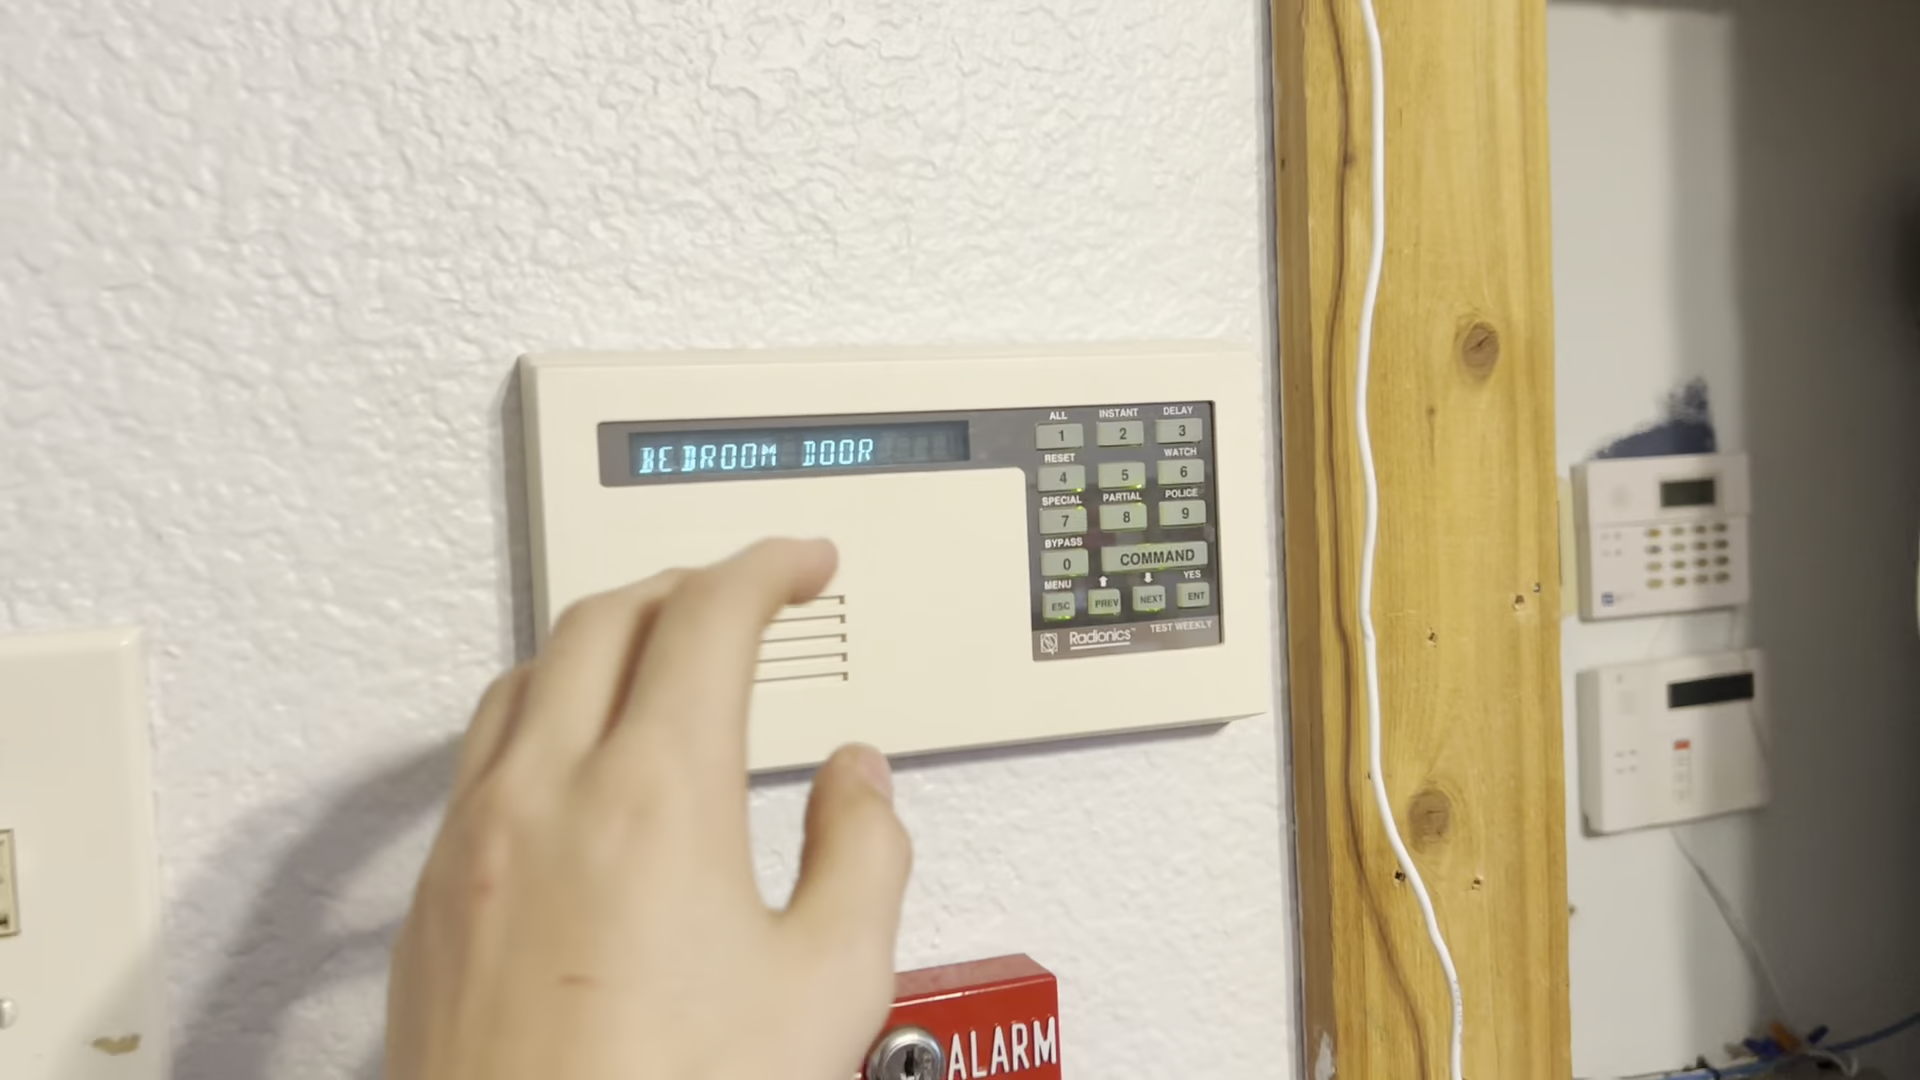 BEDROOM DOOR
ALL INSTANT DELAY
1 2 3
RESET WATCH
4 5 6
SPECIAL PARTIAL POLICE
7 8 9
BYPASS
0 COMMAND
MENU YES
ESC PREV NEXT ENT
Radionics™ TEST WEEKLY
ALARM